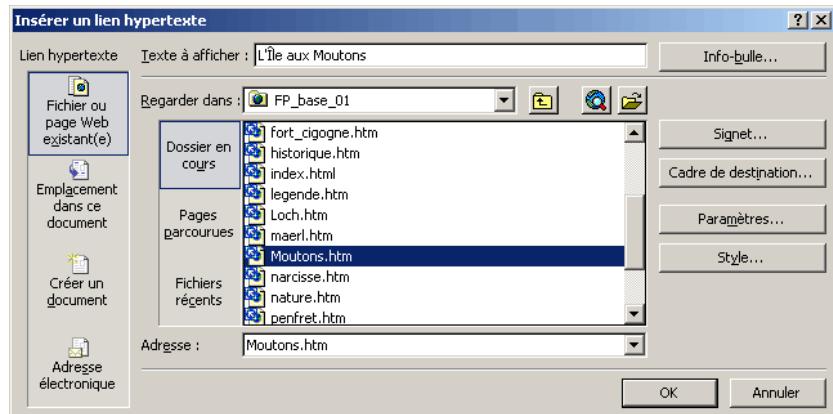 Insérer un lien hypertexte
Lien hypertexte
Texte à afficher : L'Île aux Moutons
Info-bulle...
Fichier ou
page Web
existant(e)
Regarder dans : FP_base_01
Dossier en
cours
fort_cigogne.htm
historique.htm
index.html
legende.htm
Loch.htm
maerl.htm
Moutons.htm
narcisse.htm
nature.htm
penfret.htm
Signet...
Cadre de destination...
Emplacement
dans ce
document
Pages
parcourues
Paramètres...
Style...
Créer un
document
Fichiers
récents
Adresse : Moutons.htm
Adresse
électronique
OK
Annuler